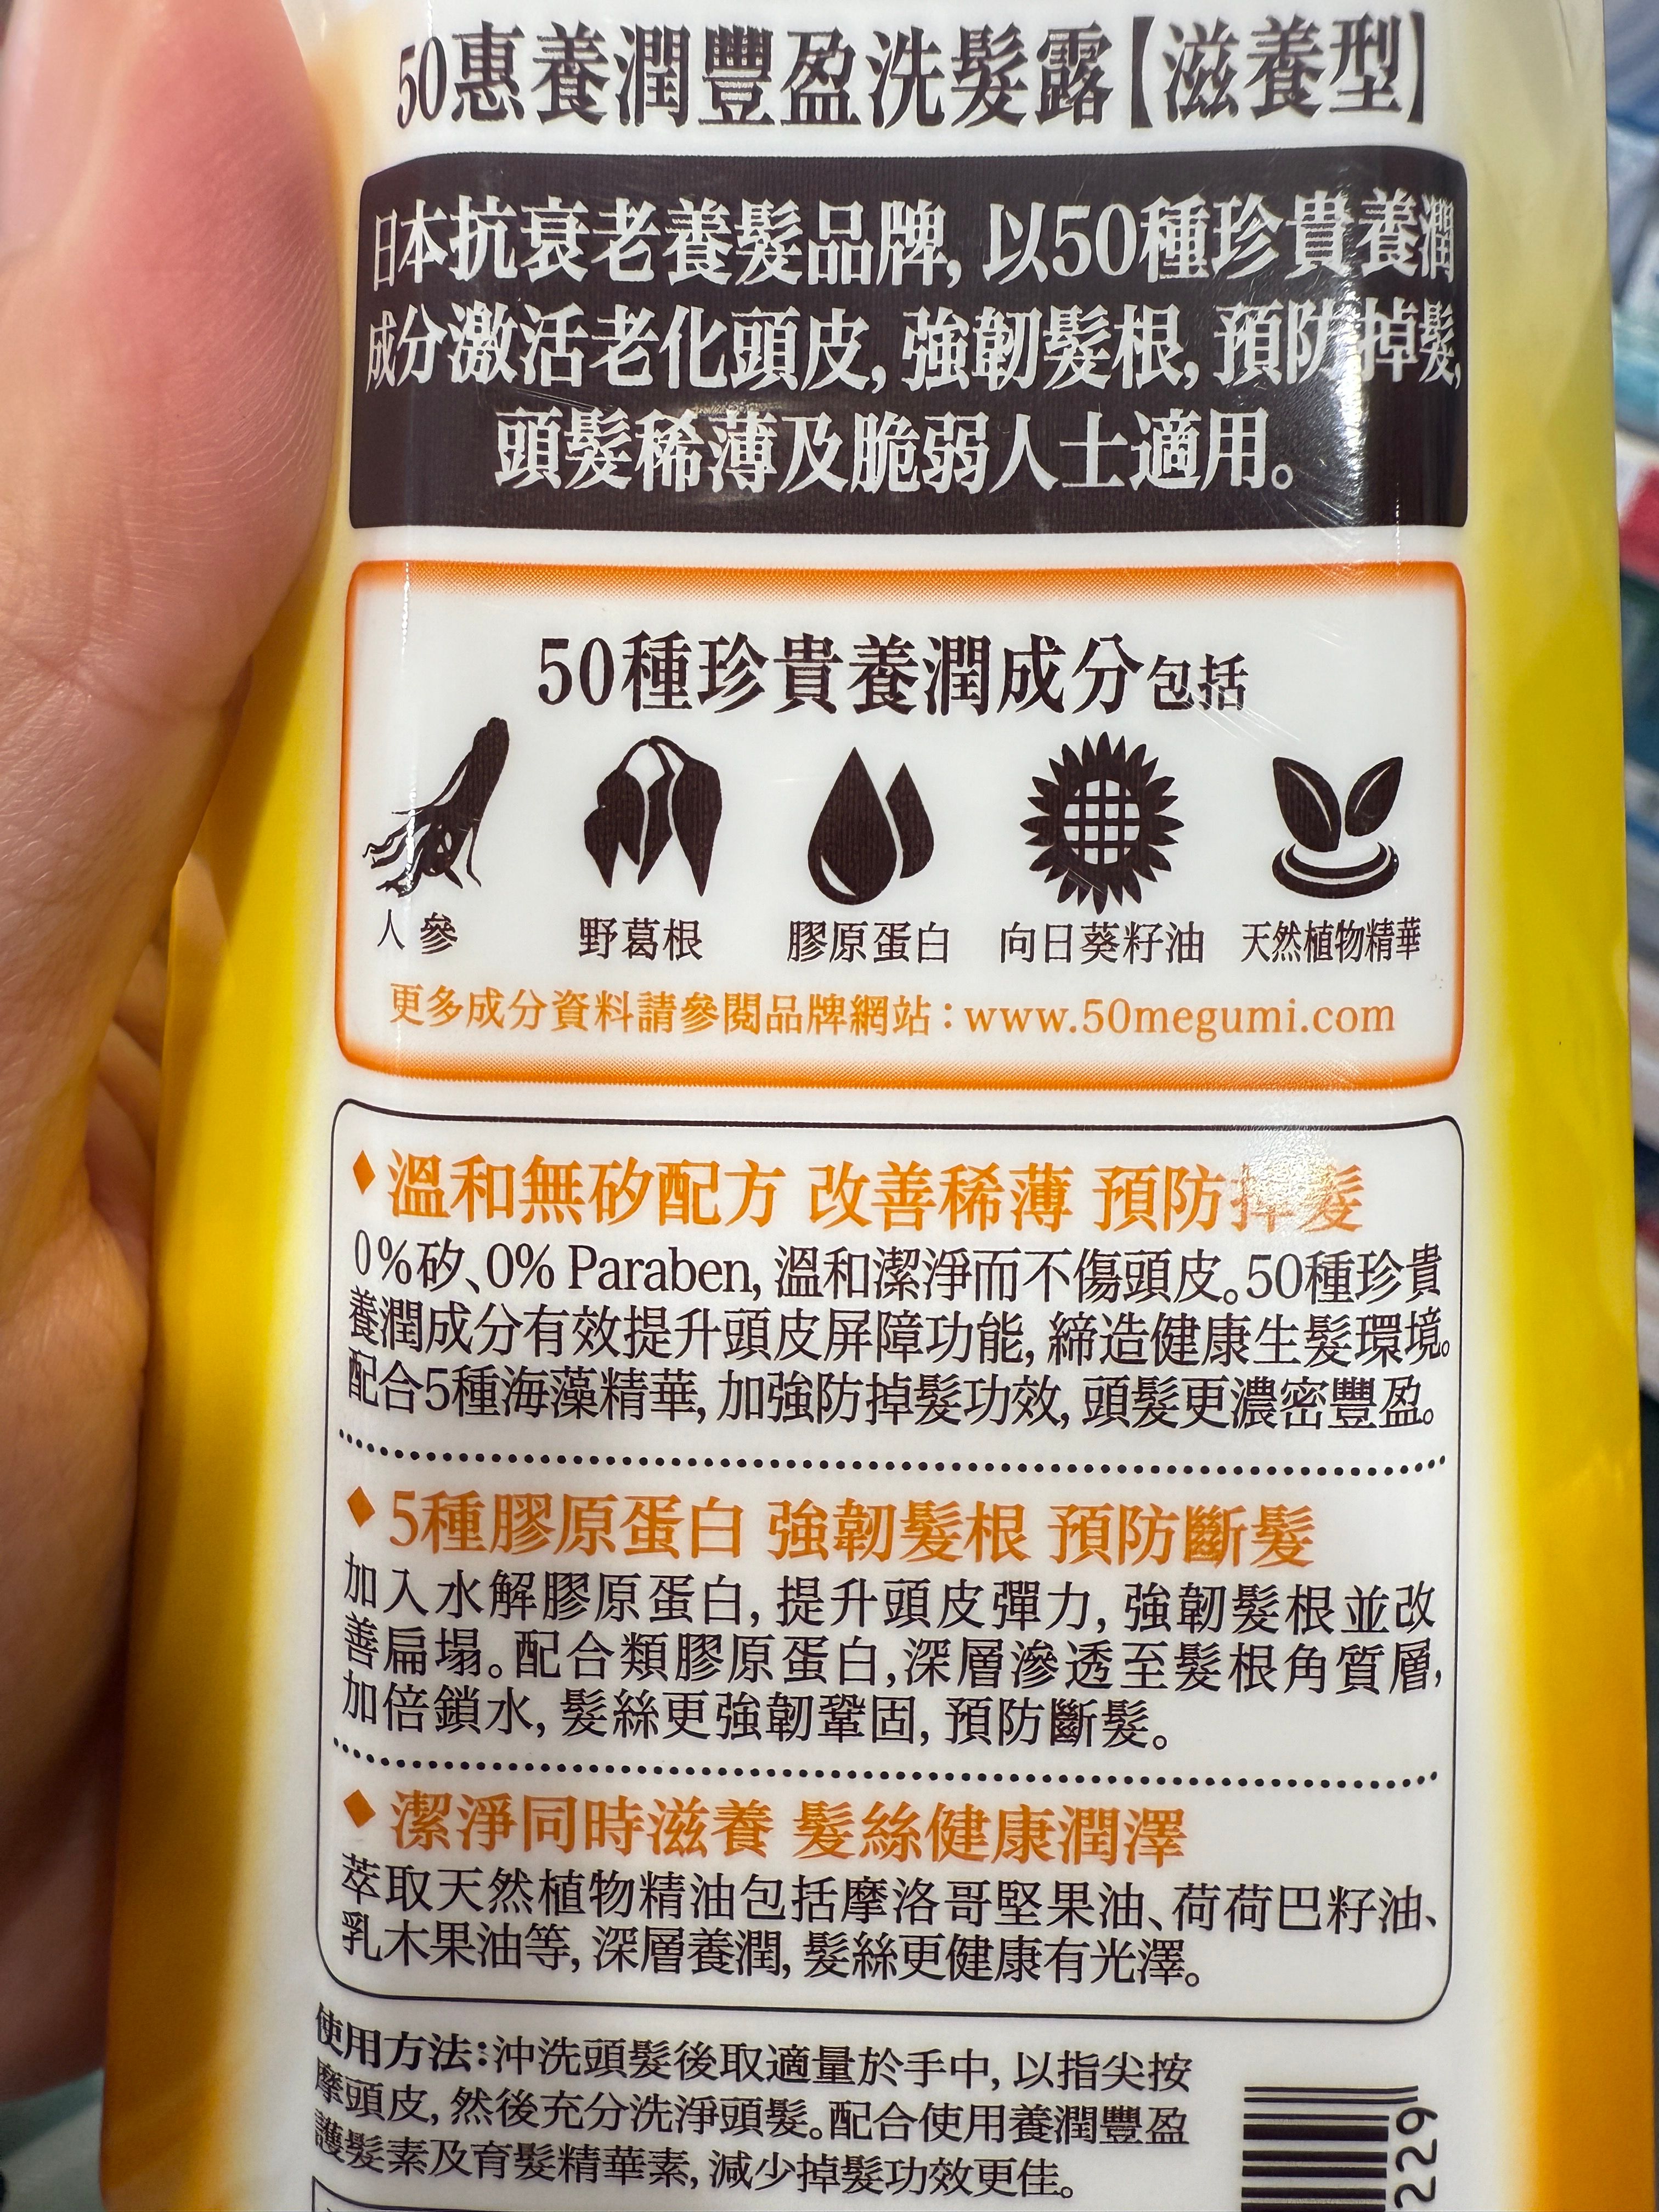 50惠養潤豐盈洗髮露【滋養型】
日本抗衰老養髮品牌, 以50種珍貴養潤
成分激活老化頭皮, 強韌髮根, 預防掉髮,
頭髮稀薄及脆弱人士適用。
50種珍貴養潤成分包括
人參 野葛根 膠原蛋白 向日葵籽油 天然植物精華
更多成分資料請參閱品牌網站：www.50megumi.com
♦溫和無矽配方 改善稀薄 預防掉髮
0%矽、0% Paraben, 溫和潔淨而不傷頭皮。50種珍貴
養潤成分有效提升頭皮屏障功能, 締造健康生髮環境。
配合5種海藻精華, 加強防掉髮功效, 頭髮更濃密豐盈。
♦5種膠原蛋白 強韌髮根 預防斷髮
加入水解膠原蛋白, 提升頭皮彈力, 強韌髮根並改
善扁塌。配合類膠原蛋白, 深層滲透至髮根角質層,
加倍鎖水, 髮絲更強韌鞏固, 預防斷髮。
♦潔淨同時滋養 髮絲健康潤澤
萃取天然植物精油包括摩洛哥堅果油、荷荷巴籽油、
乳木果油等, 深層養潤, 髮絲更健康有光澤。
使用方法：沖洗頭髮後取適量於手中, 以指尖按
摩頭皮, 然後充分洗淨頭髮。配合使用養潤豐盈
護髮素及育髮精華素, 減少掉髮功效更佳。
229